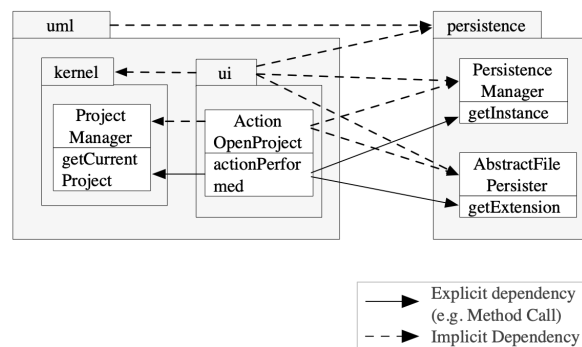 uml
persistence
kernel
ui
Project
Manager
getCurrent
Project
Action
OpenProject
actionPerfor
med
Persistence
Manager
getInstance
AbstractFile
Persister
getExtension
Explicit dependency
(e.g. Method Call)
Implicit Dependency